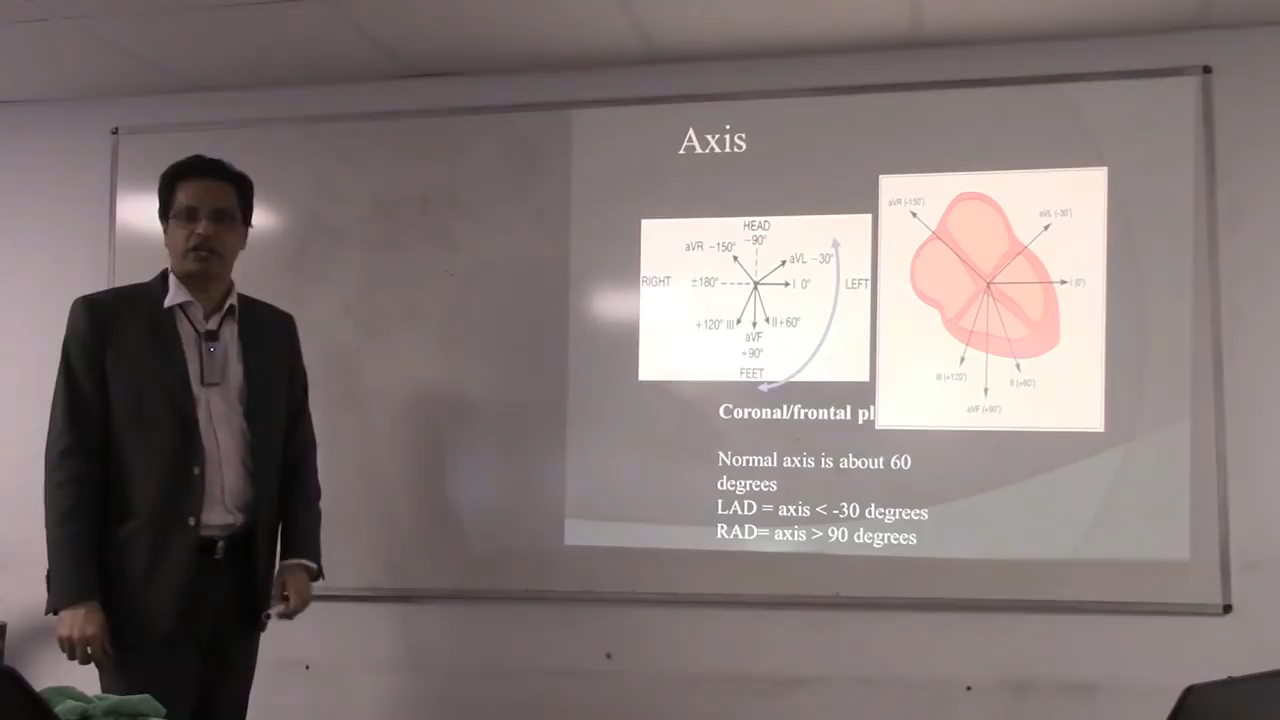 Axis
HEAD
−90°
aVR −150°
aVL −30°
RIGHT
±180°
I 0°
LEFT
+120° III
II+60°
aVF
+90°
FEET
aVR (-150°)
aVL (-30°)
I (0°)
III (+120°)
II (+60°)
aVF (+90°)
Coronal/frontal pl
Normal axis is about 60
degrees
LAD = axis < -30 degrees
RAD= axis > 90 degrees